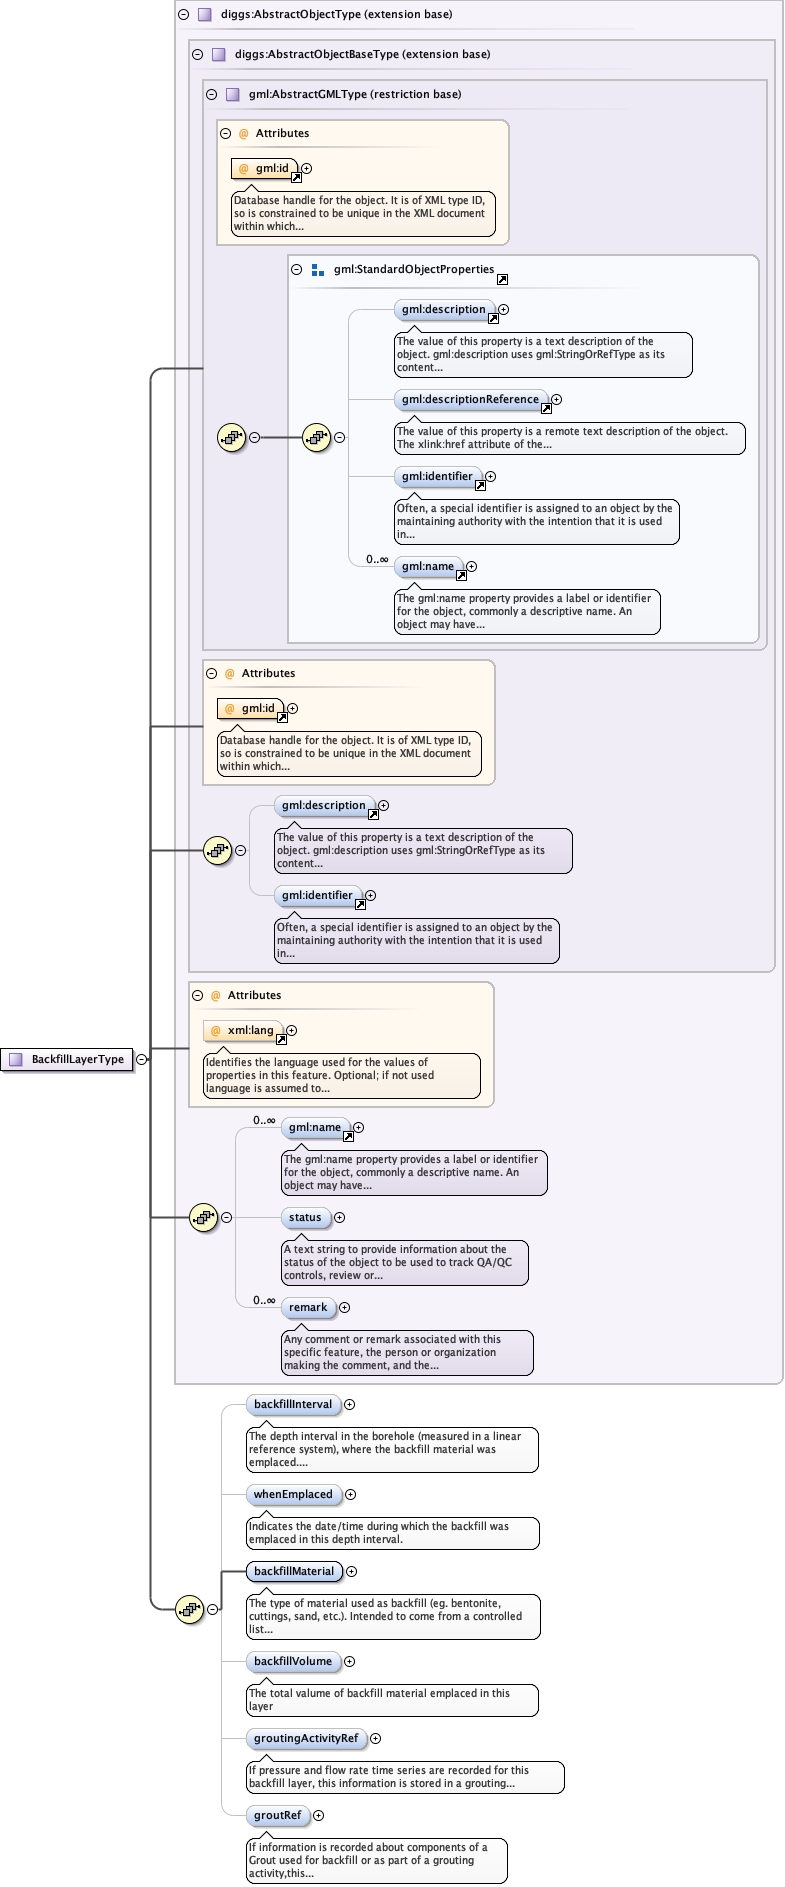 diggs:AbstractObjectType (extension base)
diggs:AbstractObjectBaseType (extension base)
gml:AbstractGMLType (restriction base)
@ Attributes
@ gml:id
Database handle for the object. It is of XML type ID,
so is constrained to be unique in the XML document
within which...
gml:StandardObjectProperties
gml:description
The value of this property is a text description of the
object. gml:description uses gml:StringOrRefType as its
content...
gml:descriptionReference
The value of this property is a remote text description of the object.
The xlink:href attribute of the...
gml:identifier
Often, a special identifier is assigned to an object by the
maintaining authority with the intention that it is used
in...
0..∞
gml:name
The gml:name property provides a label or identifier
for the object, commonly a descriptive name. An
object may have...
@ Attributes
@ gml:id
Database handle for the object. It is of XML type ID,
so is constrained to be unique in the XML document
within which...
gml:description
The value of this property is a text description of the
object. gml:description uses gml:StringOrRefType as its
content...
gml:identifier
Often, a special identifier is assigned to an object by the
maintaining authority with the intention that it is used
in...
@ Attributes
@ xml:lang
Identifies the language used for the values of
properties in this feature. Optional; if not used
language is assumed to...
BackfillLayerType
0..∞
gml:name
The gml:name property provides a label or identifier
for the object, commonly a descriptive name. An
object may have...
status
A text string to provide information about the
status of the object to be used to track QA/QC
controls, review or...
0..∞
remark
Any comment or remark associated with this
specific feature, the person or organization
making the comment, and the...
backfillInterval
The depth interval in the borehole (measured in a linear
reference system), where the backfill material was
emplaced....
whenEmplaced
Indicates the date/time during which the backfill was
emplaced in this depth interval.
backfillMaterial
The type of material used as backfill (eg. bentonite,
cuttings, sand, etc.). Intended to come from a controlled
list...
backfillVolume
The total valume of backfill material emplaced in this
layer
groutingActivityRef
If pressure and flow rate time series are recorded for this
backfill layer, this information is stored in a grouting...
groutRef
If information is recorded about components of a
Grout used for backfill or as part of a grouting
activity,this...